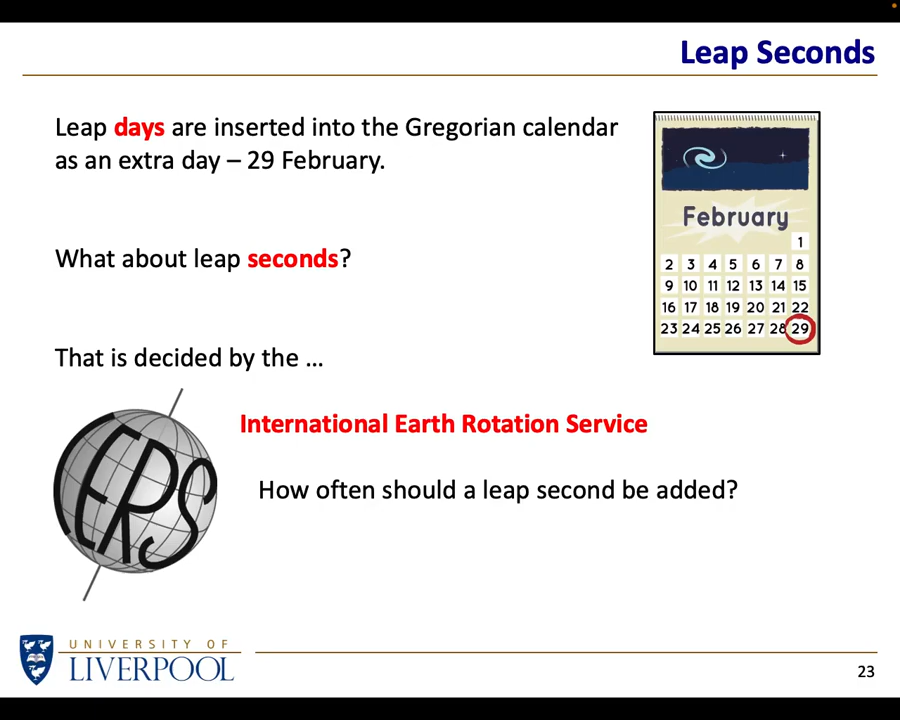 Leap Seconds
Leap days are inserted into the Gregorian calendar
as an extra day – 29 February.
February
1
2 3 4 5 6 7 8
9 10 11 12 13 14 15
16 17 18 19 20 21 22
23 24 25 26 27 28 29
What about leap seconds?
That is decided by the …
IERS
International Earth Rotation Service
How often should a leap second be added?
UNIVERSITY OF
LIVERPOOL
23